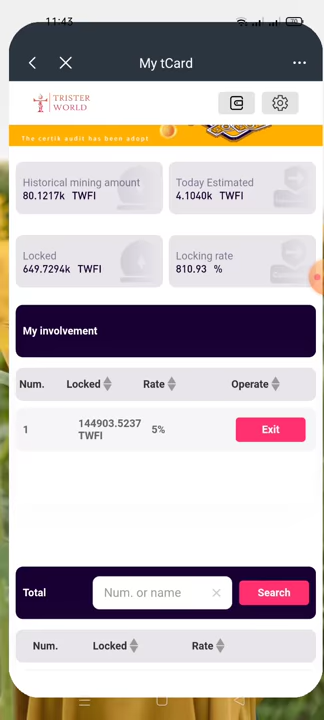 11:43
My tCard
TRISTER
WORLD
The certik audit has been adopt
Historical mining amount
80.1217k TWFI
Today Estimated
4.1040k TWFI
Locked
649.7294k TWFI
Locking rate
810.93 %
My involvement
Num. Locked Rate Operate
1 144903.5237 TWFI 5% Exit
Total Num. or name Search
Num. Locked Rate